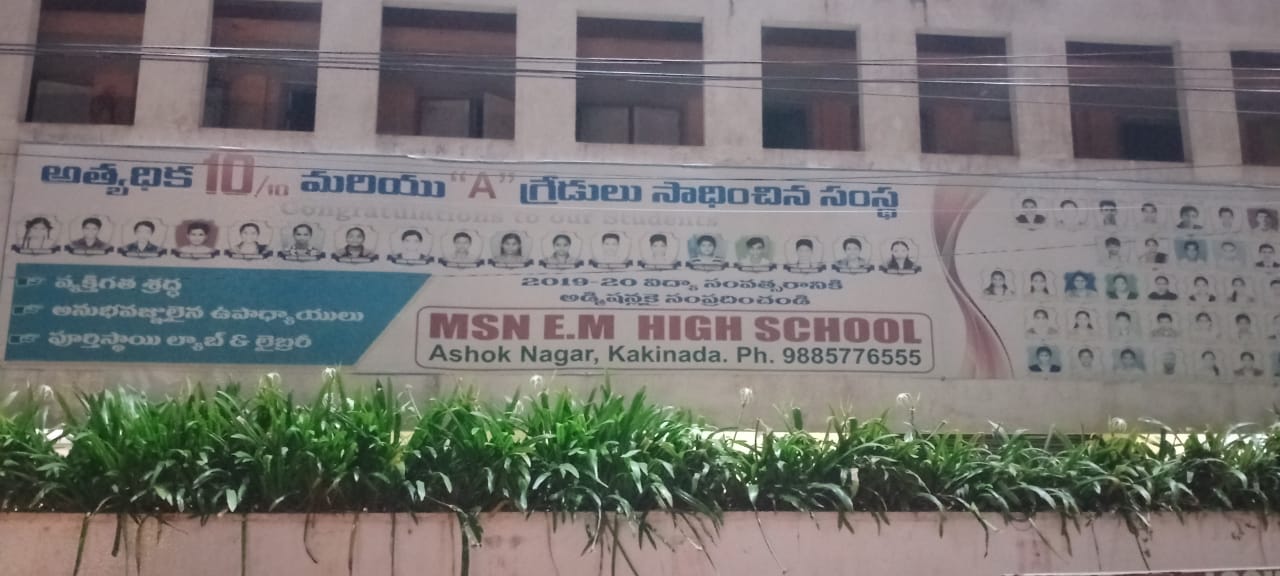 అత్యధిక 10/10 మరియు "A" గ్రేడులు సాధించిన సంస్థ
Congratulations to our Students
వ్యక్తిగత శ్రద్ధ
అనుభవజ్ఞులైన ఉపాధ్యాయులు
పూర్తిస్థాయి ల్యాబ్ & లైబ్రరీ
2019-20 విద్యా సంవత్సరానికి
అడ్మిషన్లకై సంప్రదించండి
MSN E.M HIGH SCHOOL
Ashok Nagar, Kakinada. Ph. 9885776555